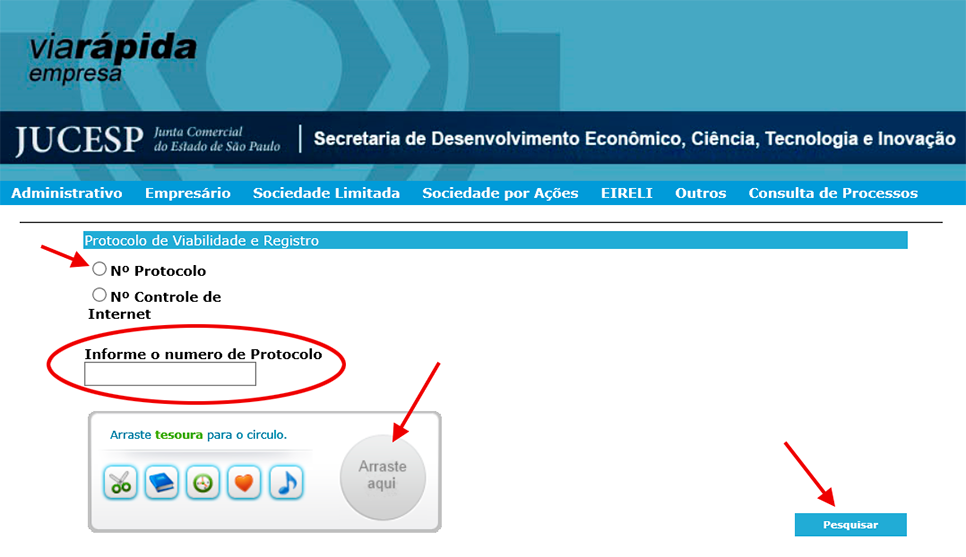 viarápida
empresa
JUCESP
Junta Comercial
do Estado de São Paulo
Secretaria de Desenvolvimento Econômico, Ciência, Tecnologia e Inovação
Administrativo Empresário Sociedade Limitada Sociedade por Ações EIRELI Outros Consulta de Processos
Protocolo de Viabilidade e Registro
Nº Protocolo
Nº Controle de
Internet
Informe o numero de Protocolo
Arraste tesoura para o circulo.
Arraste
aqui
Pesquisar